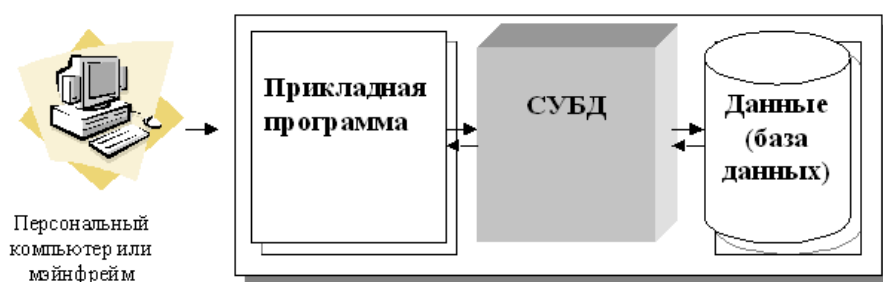 Прикладная
программа
СУБД
Данные
(база
данных)
Персональный
компьютер или
мэйнфрейм